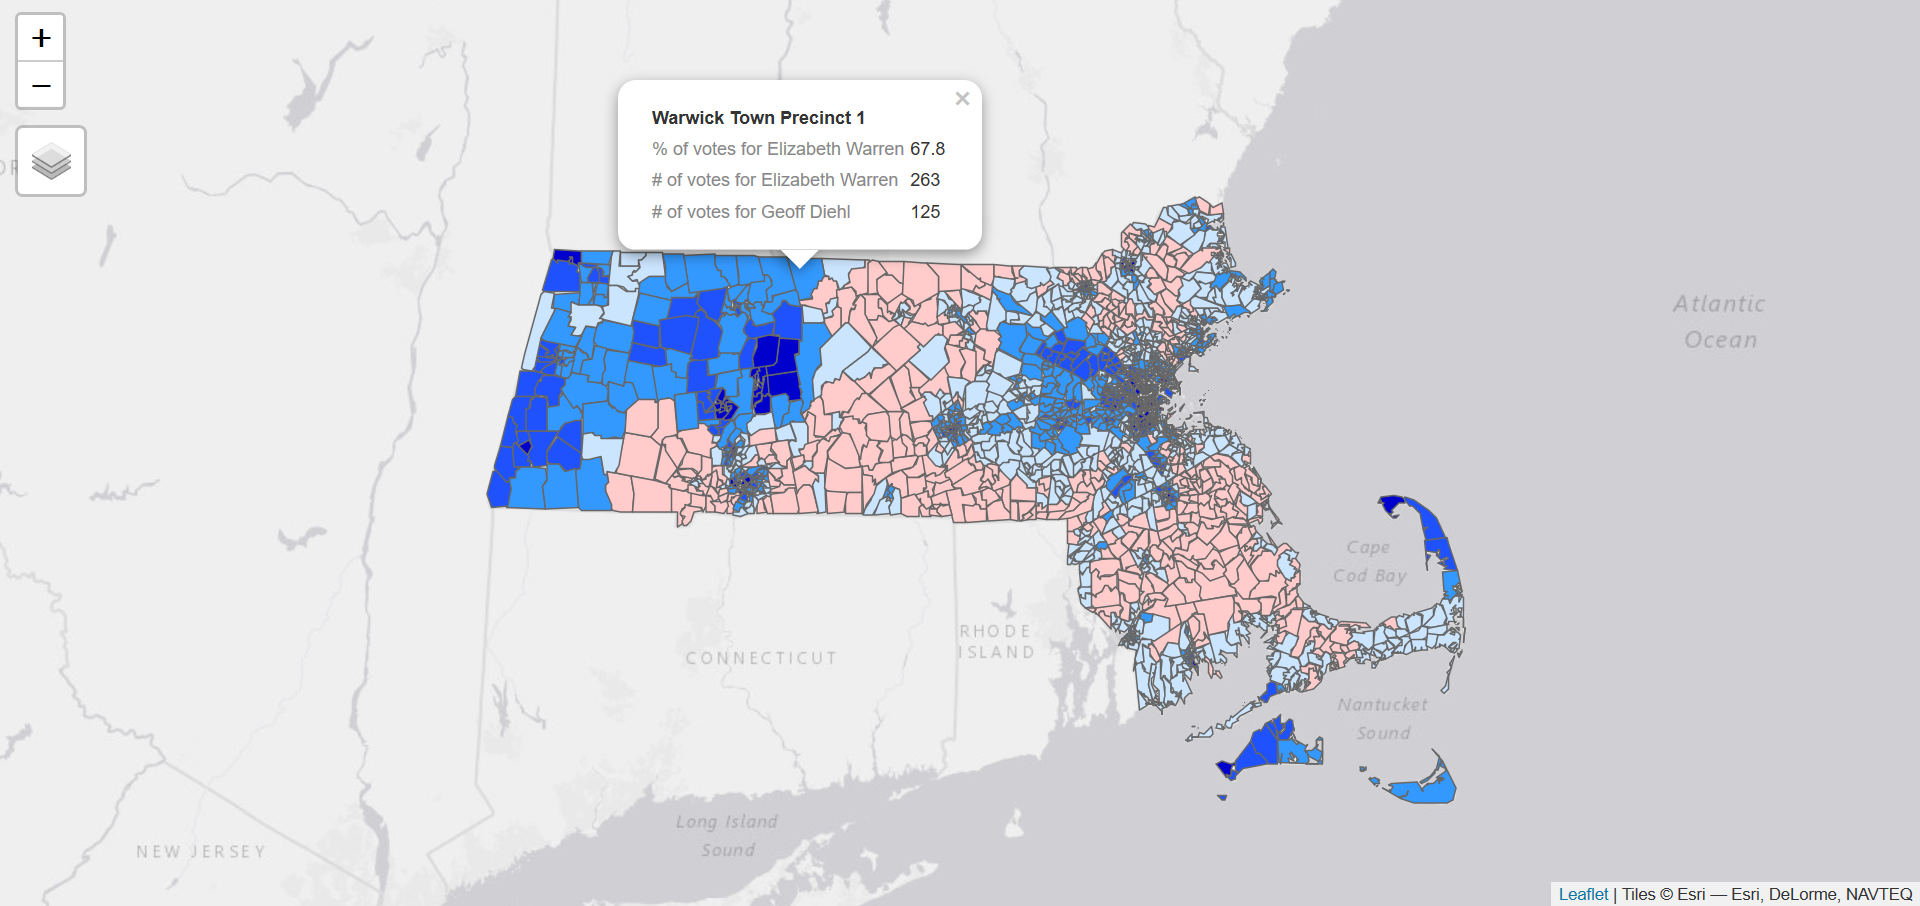 +
−
Warwick Town Precinct 1
×
% of votes for Elizabeth Warren 67.8
# of votes for Elizabeth Warren 263
# of votes for Geoff Diehl 125
Atlantic
Ocean
Cape
Cod Bay
RHODE
ISLAND
CONNECTICUT
Nantucket
Sound
Long Island
Sound
NEW JERSEY
Leaflet | Tiles © Esri — Esri, DeLorme, NAVTEQ